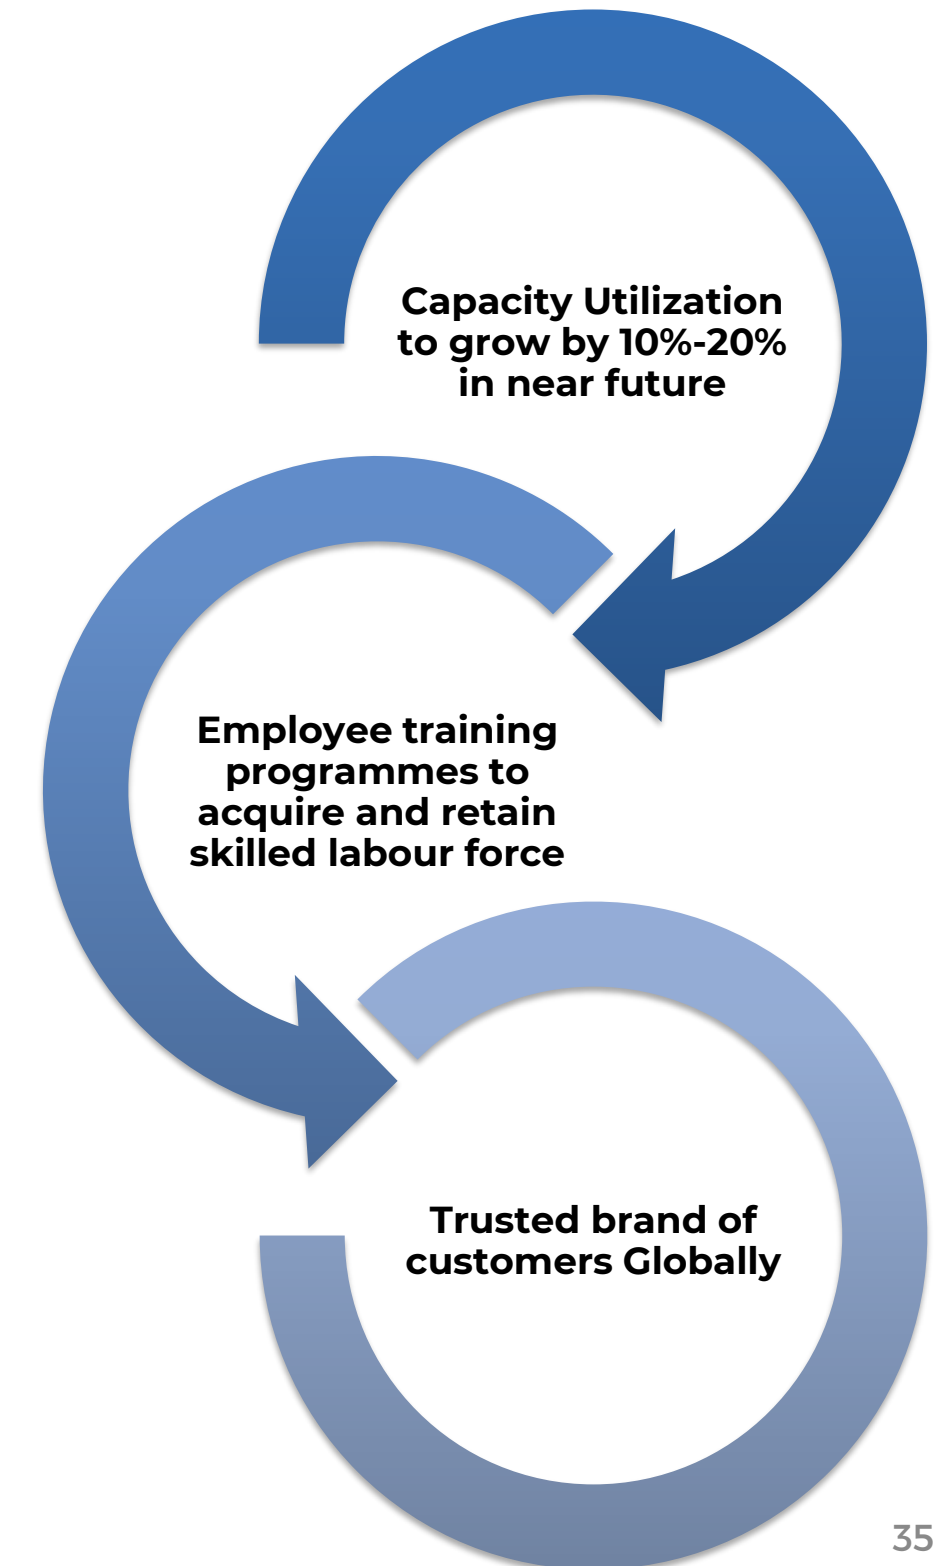 Capacity Utilization
to grow by 10%-20%
in near future
Employee training
programmes to
acquire and retain
skilled labour force
Trusted brand of
customers Globally
35